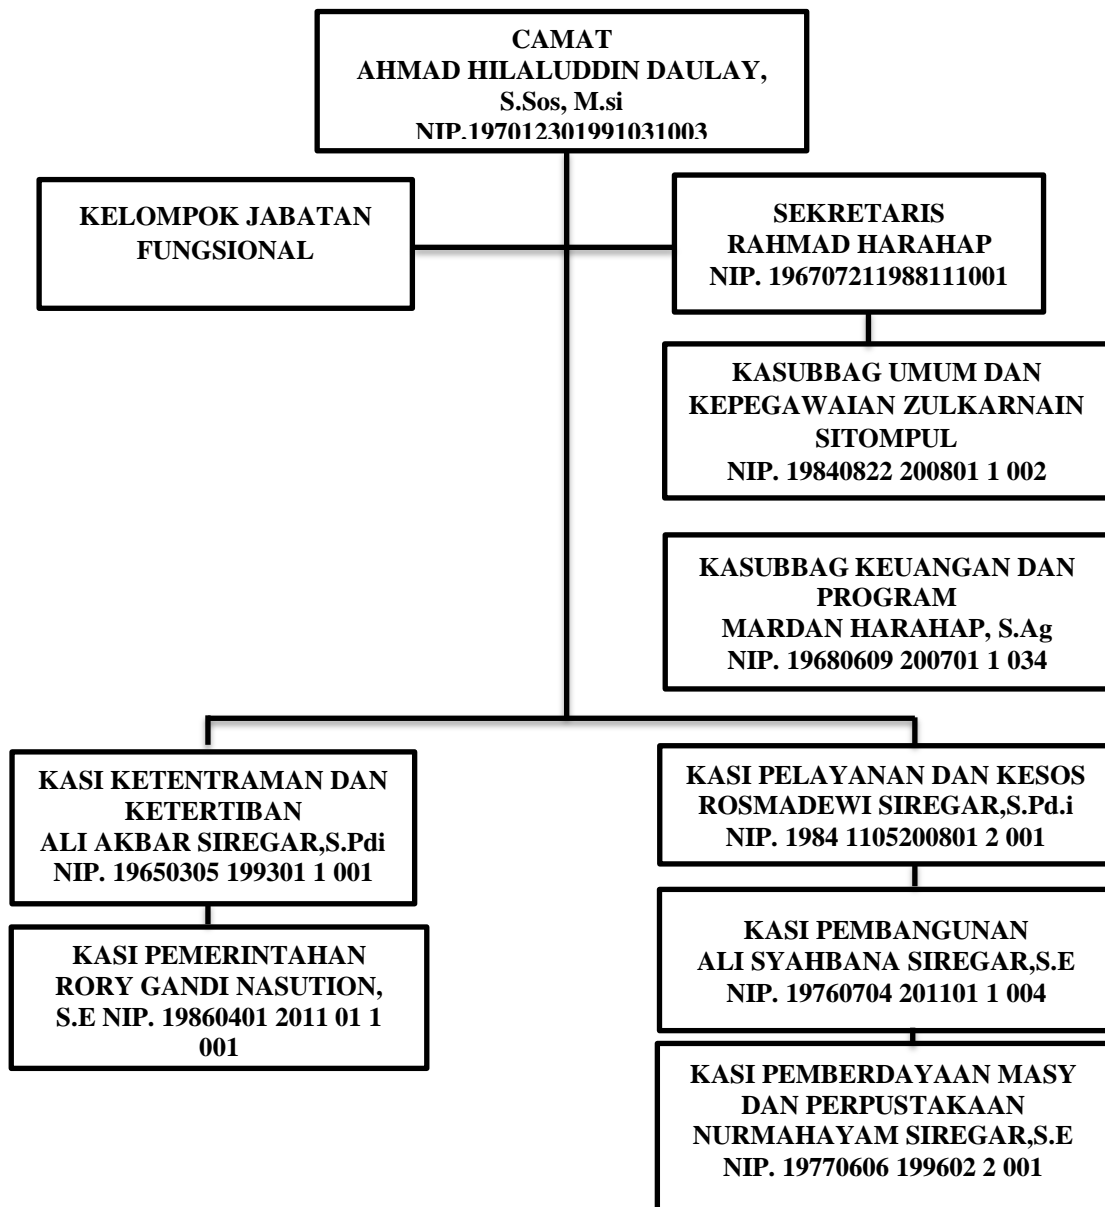 CAMAT
AHMAD HILALUDDIN DAULAY,
S.Sos, M.si
NIP.197012301991031003
KELOMPOK JABATAN
FUNGSIONAL
SEKRETARIS
RAHMAD HARAHAP
NIP. 196707211988111001
KASUBBAG UMUM DAN
KEPEGAWAIAN ZULKARNAIN
SITOMPUL
NIP. 19840822 200801 1 002
KASUBBAG KEUANGAN DAN
PROGRAM
MARDAN HARAHAP, S.Ag
NIP. 19680609 200701 1 034
KASI KETENTRAMAN DAN
KETERTIBAN
ALI AKBAR SIREGAR,S.Pdi
NIP. 19650305 199301 1 001
KASI PELAYANAN DAN KESOS
ROSMADEWI SIREGAR,S.Pd.i
NIP. 1984 1105200801 2 001
KASI PEMERINTAHAN
RORY GANDI NASUTION,
S.E NIP. 19860401 2011 01 1
001
KASI PEMBANGUNAN
ALI SYAHBANA SIREGAR,S.E
NIP. 19760704 201101 1 004
KASI PEMBERDAYAAN MASY
DAN PERPUSTAKAAN
NURMAHAYAM SIREGAR,S.E
NIP. 19770606 199602 2 001